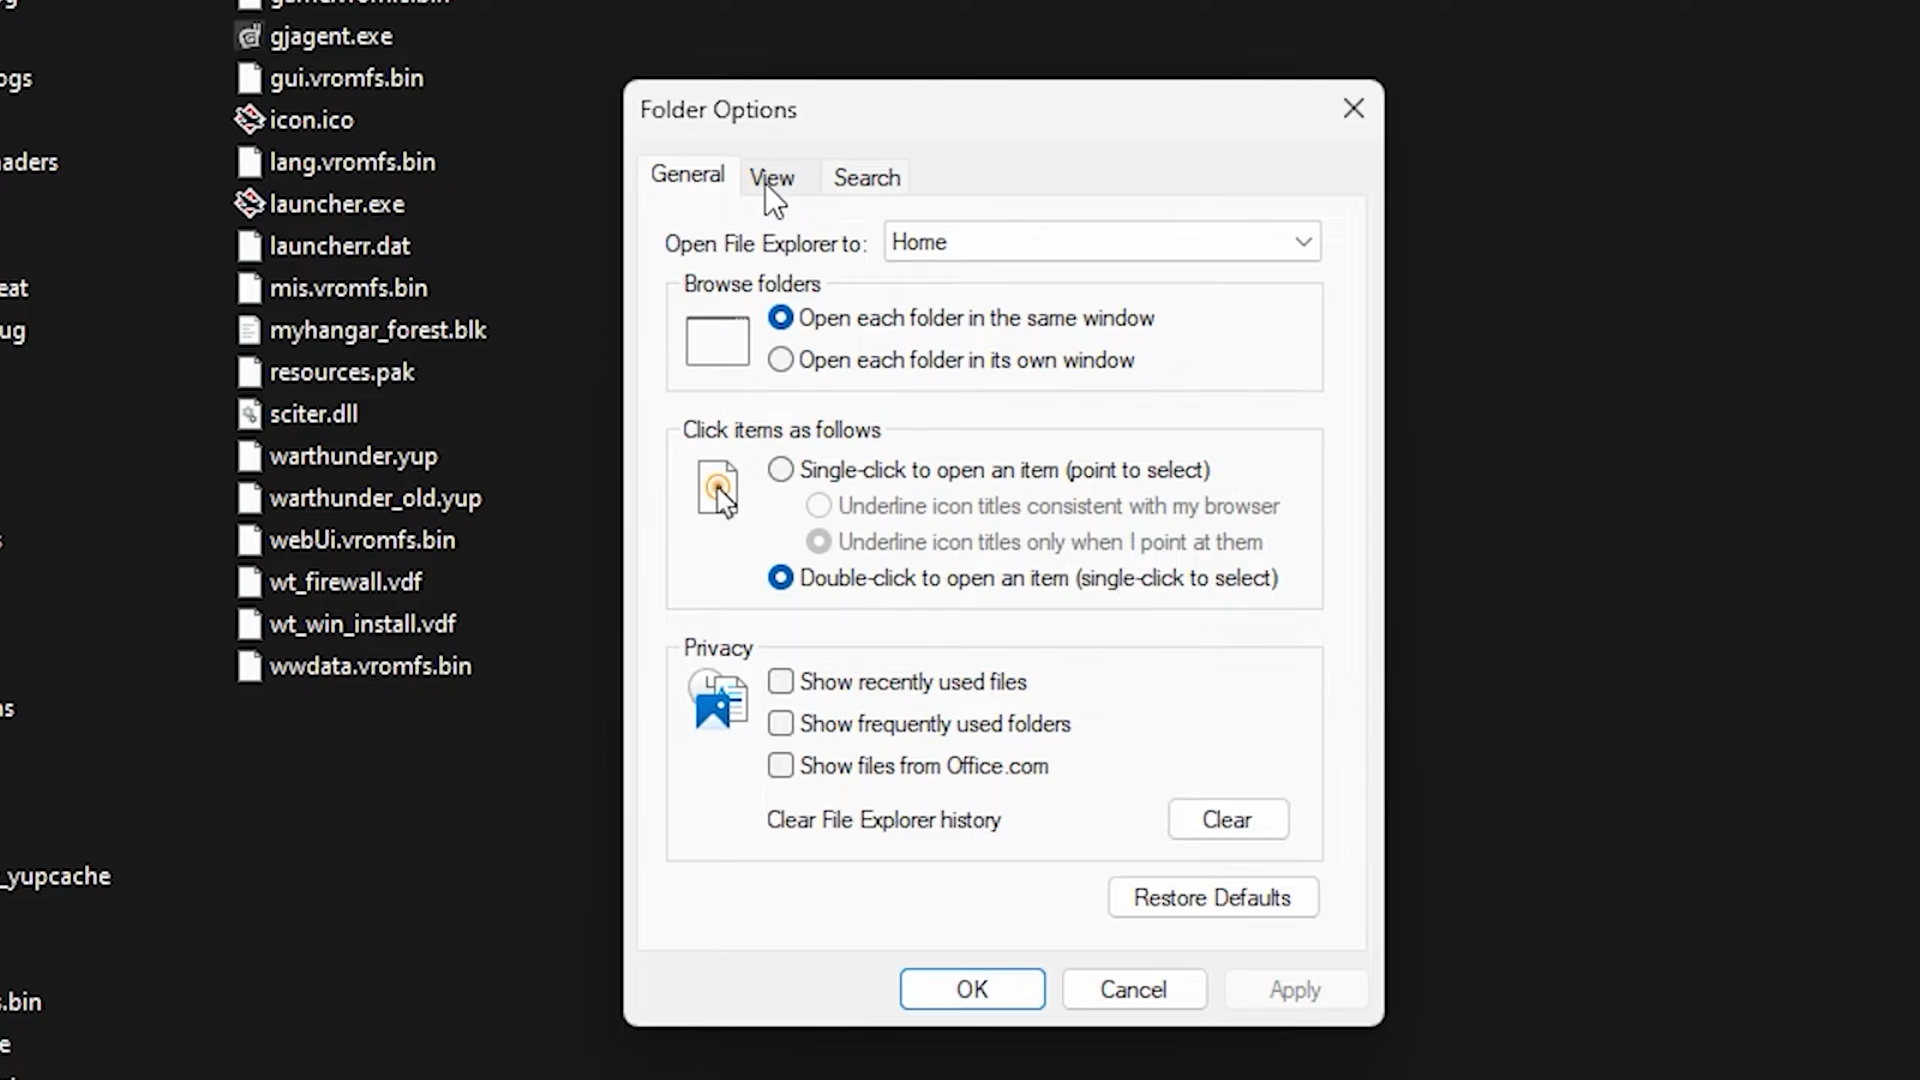 gjagent.exe
gui.vromfs.bin
icon.ico
lang.vromfs.bin
launcher.exe
launcherr.dat
mis.vromfs.bin
myhangar_forest.blk
resources.pak
sciter.dll
warthunder.yup
warthunder_old.yup
webUi.vromfs.bin
wt_firewall.vdf
wt_win_install.vdf
wwdata.vromfs.bin
_yupcache
.bin
Folder Options
General View Search
Open File Explorer to: Home
Browse folders
Open each folder in the same window
Open each folder in its own window
Click items as follows
Single-click to open an item (point to select)
Underline icon titles consistent with my browser
Underline icon titles only when I point at them
Double-click to open an item (single-click to select)
Privacy
Show recently used files
Show frequently used folders
Show files from Office.com
Clear File Explorer history Clear
Restore Defaults
OK Cancel Apply